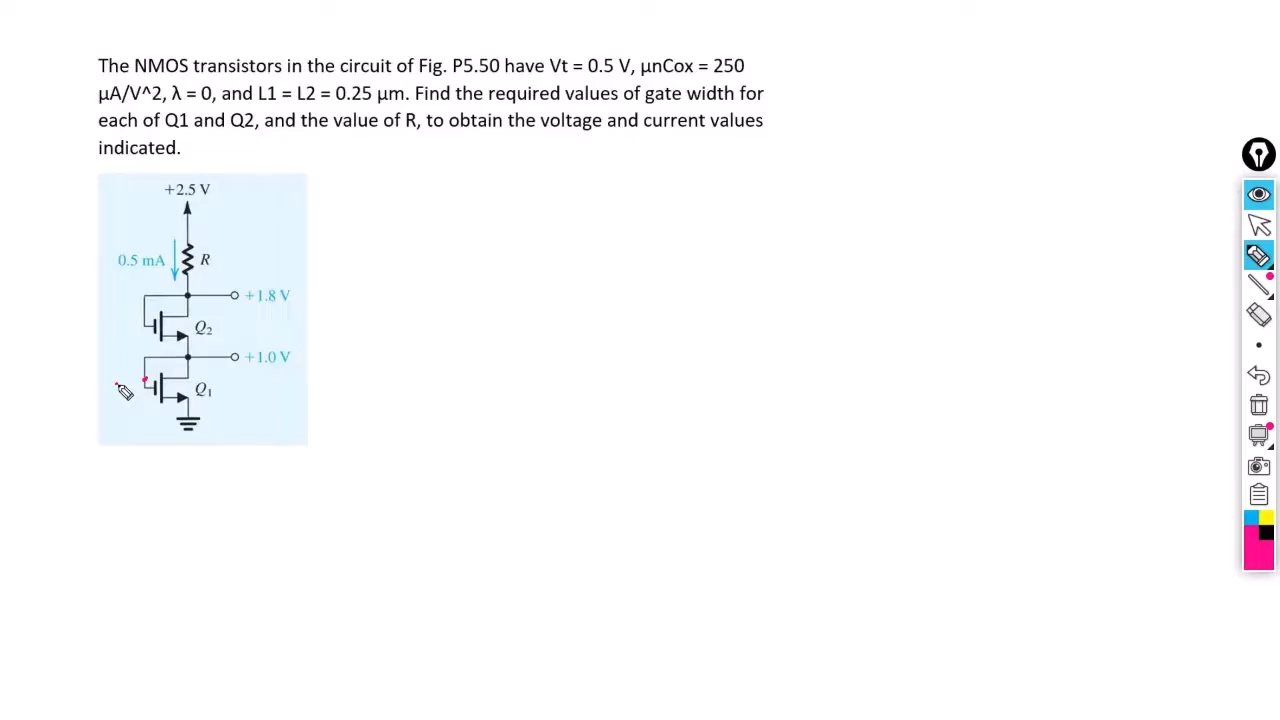 The NMOS transistors in the circuit of Fig. P5.50 have Vt = 0.5 V, µnCox = 250
µA/V^2, λ = 0, and L1 = L2 = 0.25 µm. Find the required values of gate width for
each of Q1 and Q2, and the value of R, to obtain the voltage and current values
indicated.
+2.5 V
0.5 mA
R
+1.8 V
Q2
+1.0 V
Q1